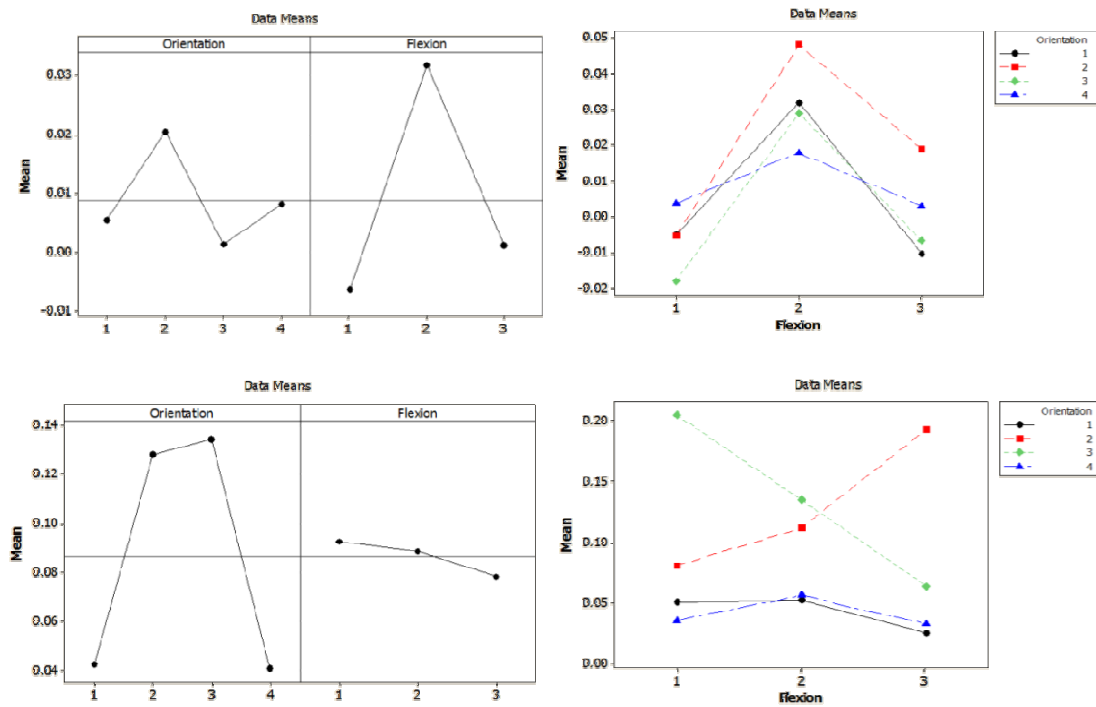 Data Means
Orientation Flexion
0.03
0.02
0.01
0.00
-0.01
Mean
1 2 3 4 1 2 3
Data Means
0.05
0.04
0.03
0.02
0.01
0.00
-0.01
-0.02
Mean
1 2 3
Flexion
Orientation
1
2
3
4
Data Means
Orientation Flexion
0.14
0.12
0.10
0.08
0.06
0.04
Mean
1 2 3 4 1 2 3
Data Means
0.20
0.15
0.10
0.05
0.00
Mean
1 2 3
Flexion
Orientation
1
2
3
4